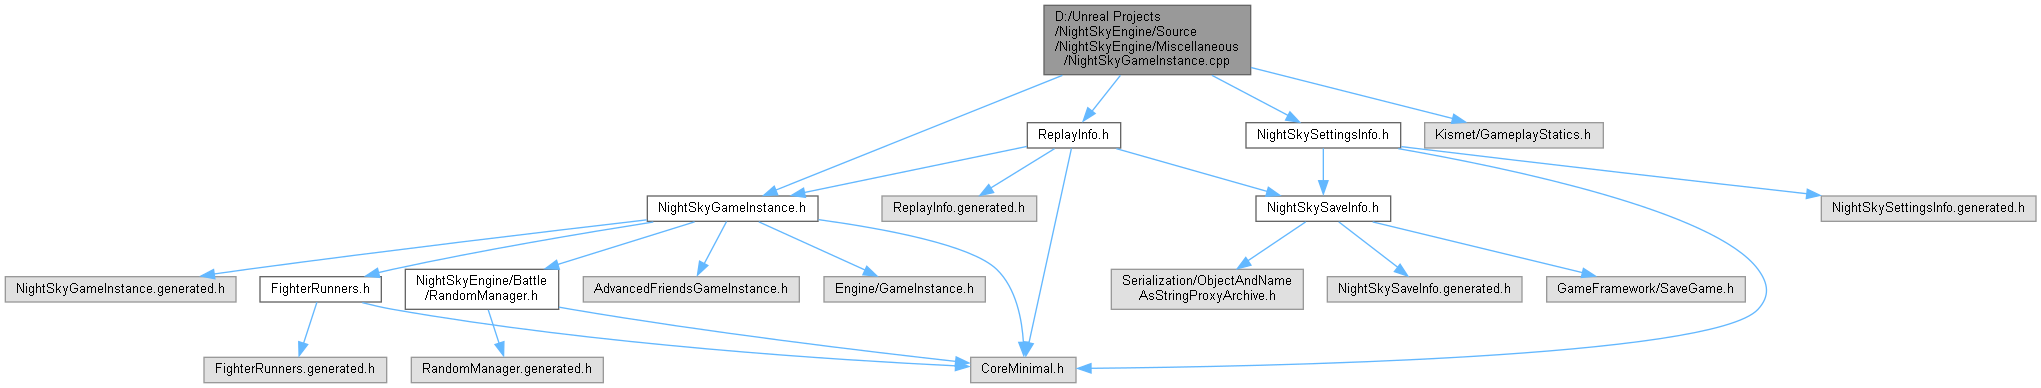 D:/Unreal Projects
/NightSkyEngine/Source
/NightSkyEngine/Miscellaneous
/NightSkyGameInstance.cpp
ReplayInfo.h
NightSkySettingsInfo.h
Kismet/GameplayStatics.h
NightSkyGameInstance.h
ReplayInfo.generated.h
NightSkySaveInfo.h
NightSkySettingsInfo.generated.h
NightSkyGameInstance.generated.h
FighterRunners.h
NightSkyEngine/Battle
/RandomManager.h
AdvancedFriendsGameInstance.h
Engine/GameInstance.h
Serialization/ObjectAndName
AsStringProxyArchive.h
NightSkySaveInfo.generated.h
GameFramework/SaveGame.h
FighterRunners.generated.h
RandomManager.generated.h
CoreMinimal.h